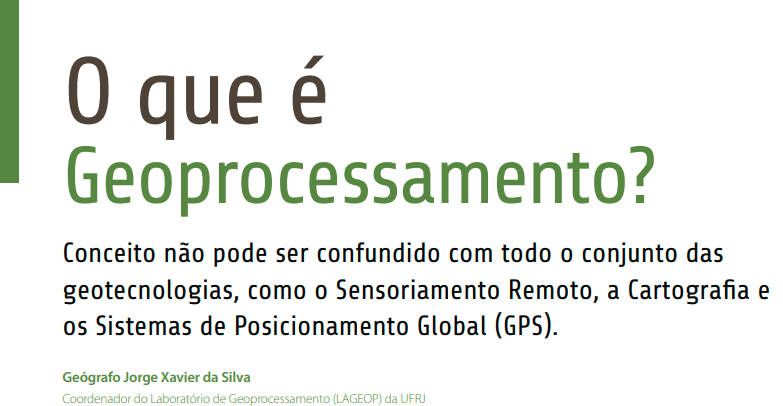 O que é
Geoprocessamento?
Conceito não pode ser confundido com todo o conjunto das
geotecnologias, como o Sensoriamento Remoto, a Cartografia e
os Sistemas de Posicionamento Global (GPS).
Geógrafo Jorge Xavier da Silva
Coordenador do Laboratório de Geoprocessamento (LAGEOP) da UFRJ